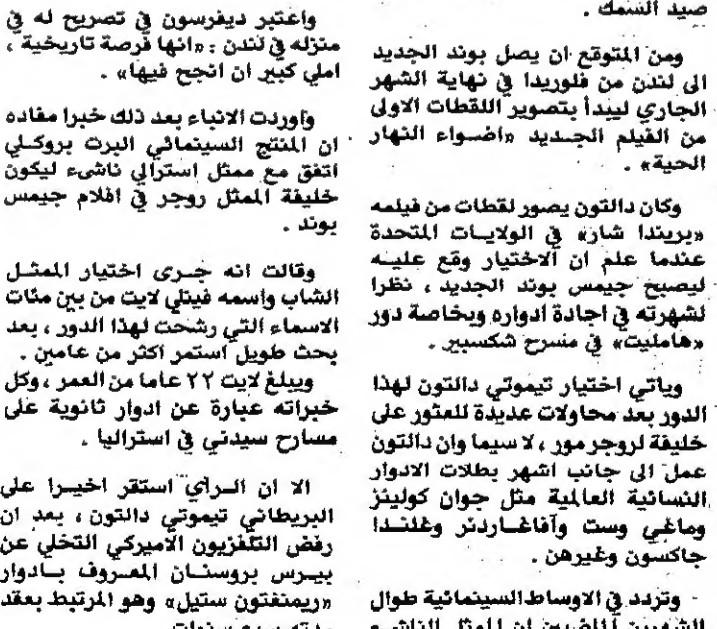 صيد السمك .
ومن المتوقع ان يصل بوند الجديد
الى لندن من فلوريدا في نهاية الشهر
الجاري ليبدأ بتصوير اللقطات الاولى
من الفيلم الجديد «اضواء النهار
الحية» .
وكان دالتون يصور لقطات من فيلمه
«بريندا شار» في الولايات المتحدة
عندما علم ان الاختيار وقع عليه
ليصبح جيمس بوند الجديد ، نظرا
لشهرته في اجادة ادواره وبخاصة دور
«هامليت» في مسرح شكسبير .
وياتي اختيار تيموتي دالتون لهذا
الدور بعد محاولات عديدة للعثور على
خليفة لروجر مور ، لا سيما وان دالتون
عمل الى جانب اشهر بطلات الادوار
النسائية العالمية مثل جوان كولينز
وماغي وست وآفاغاردنر وغلندا
جاكسون وغيرهن .
وتردد في الاوساط السينمائية طوال
الشهرين الماضيين ان الممثل الناشيء
واعتبر ديفرسون في تصريح له في
منزله في لندن : «انها فرصة تاريخية ،
املي كبير ان انجح فيها» .
واوردت الانباء بعد ذلك خبرا مفاده
ان المنتج السينمائي البرت بروكلي
اتفق مع ممثل استرالي ناشىء ليكون
خليفة الممثل روجر في افلام جيمس
بوند .
وقالت انه جرى اختيار الممثل
الشاب واسمه فينلي لايت من بين مئات
الاسماء التي رشحت لهذا الدور ، بعد
بحث طويل استمر اكثر من عامين .
ويبلغ لايت ٢٢ عاما من العمر ، وكل
خبراته عبارة عن ادوار ثانوية على
مسارح سيدني في استراليا .
الا ان الراي استقر اخيرا على
البريطاني تيموتي دالتون ، بعد ان
رفض التلفزيون الاميركي التخلي عن
بيرس بروسنان المعروف بادوار
«ريمنغتون ستيل» وهو المرتبط بعقد
مدته سنوات